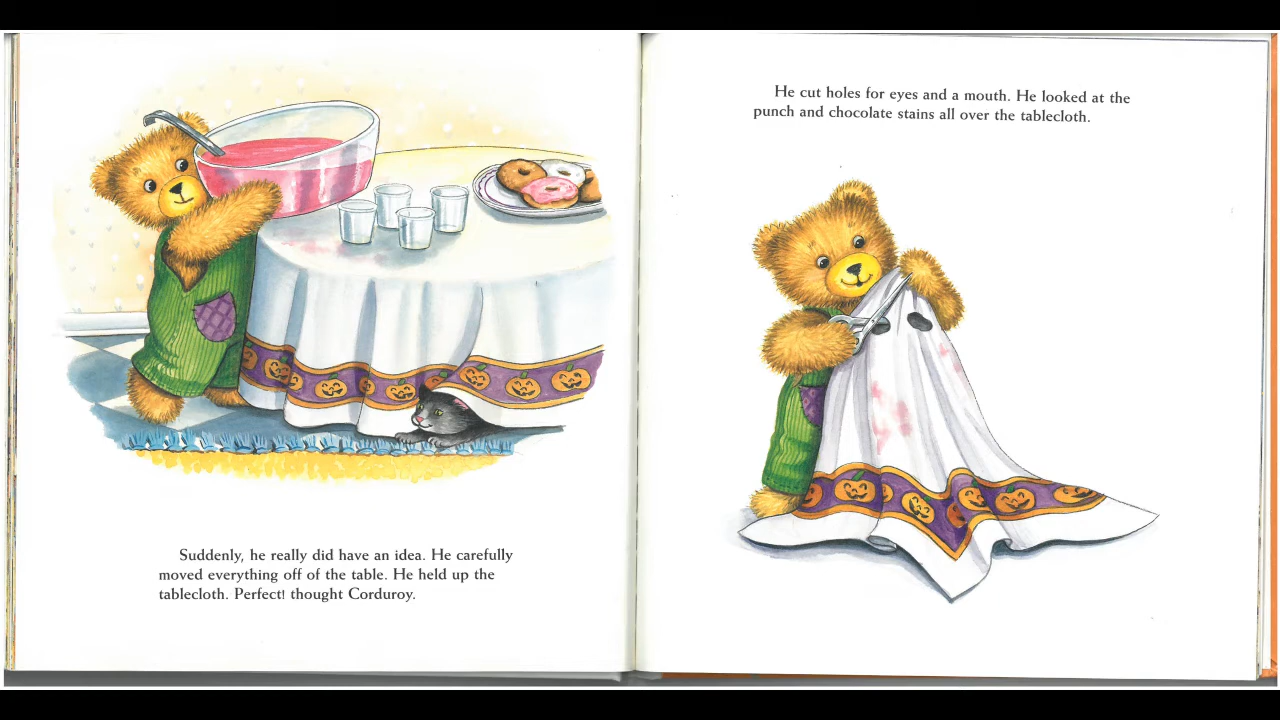 Suddenly, he really did have an idea. He carefully
moved everything off of the table. He held up the
tablecloth. Perfect! thought Corduroy.
He cut holes for eyes and a mouth. He looked at the
punch and chocolate stains all over the tablecloth.